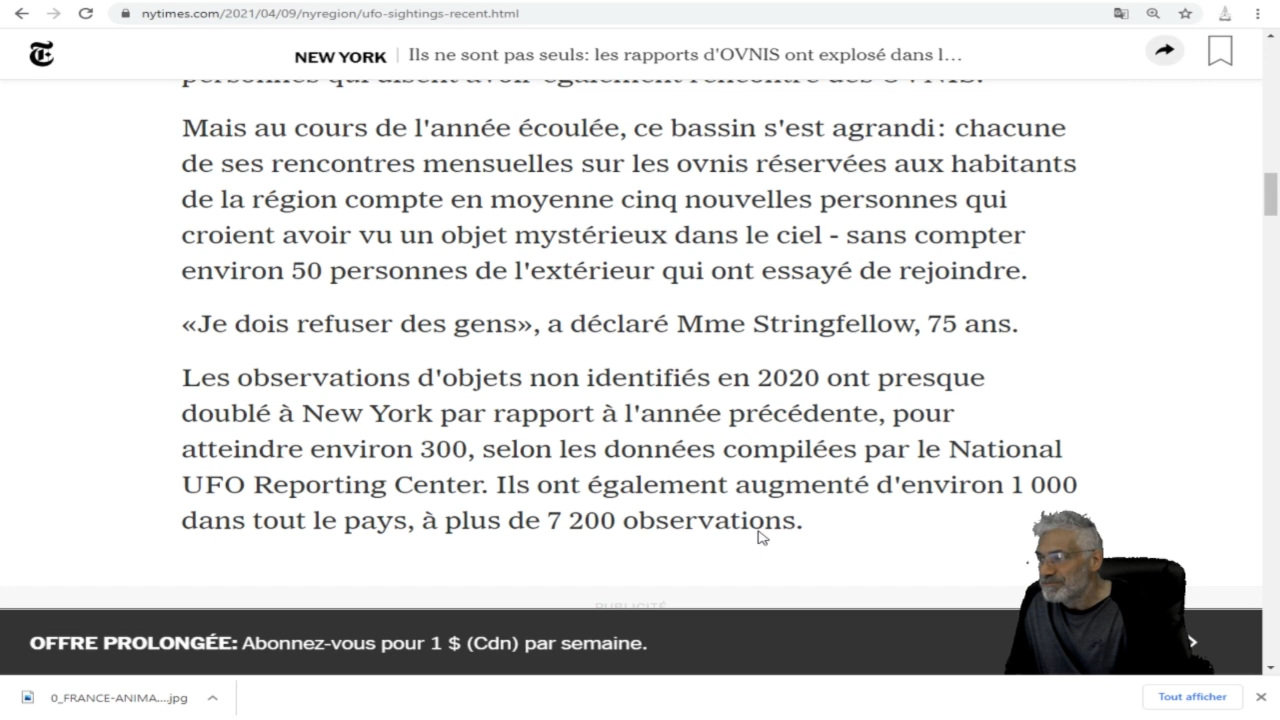 nytimes.com/2021/04/09/nyregion/ufo-sightings-recent.html
NEW YORK | Ils ne sont pas seuls: les rapports d'OVNIS ont explosé dans l...
personnes qui disent avoir également rencontré des OVNIS.
Mais au cours de l'année écoulée, ce bassin s'est agrandi: chacune
de ses rencontres mensuelles sur les ovnis réservées aux habitants
de la région compte en moyenne cinq nouvelles personnes qui
croient avoir vu un objet mystérieux dans le ciel - sans compter
environ 50 personnes de l'extérieur qui ont essayé de rejoindre.
«Je dois refuser des gens», a déclaré Mme Stringfellow, 75 ans.
Les observations d'objets non identifiés en 2020 ont presque
doublé à New York par rapport à l'année précédente, pour
atteindre environ 300, selon les données compilées par le National
UFO Reporting Center. Ils ont également augmenté d'environ 1 000
dans tout le pays, à plus de 7 200 observations.
PUBLICITÉ
OFFRE PROLONGÉE: Abonnez-vous pour 1 $ (Cdn) par semaine.
0_FRANCE-ANIMA....jpg
Tout afficher